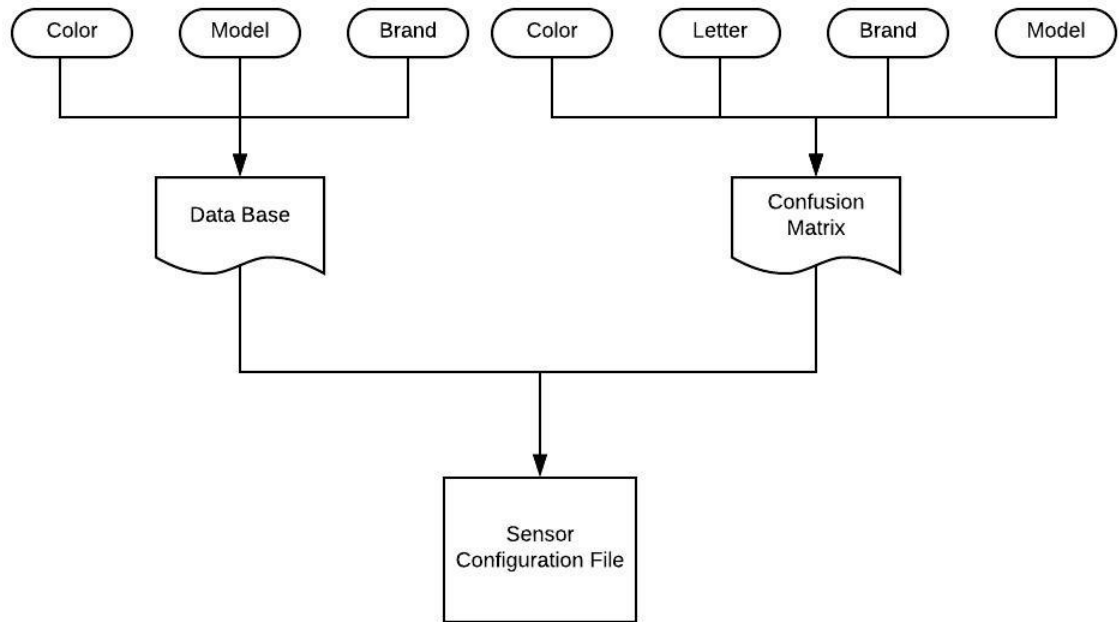 Color
Model
Brand
Color
Letter
Brand
Model
Data Base
Confusion
Matrix
Sensor
Configuration File